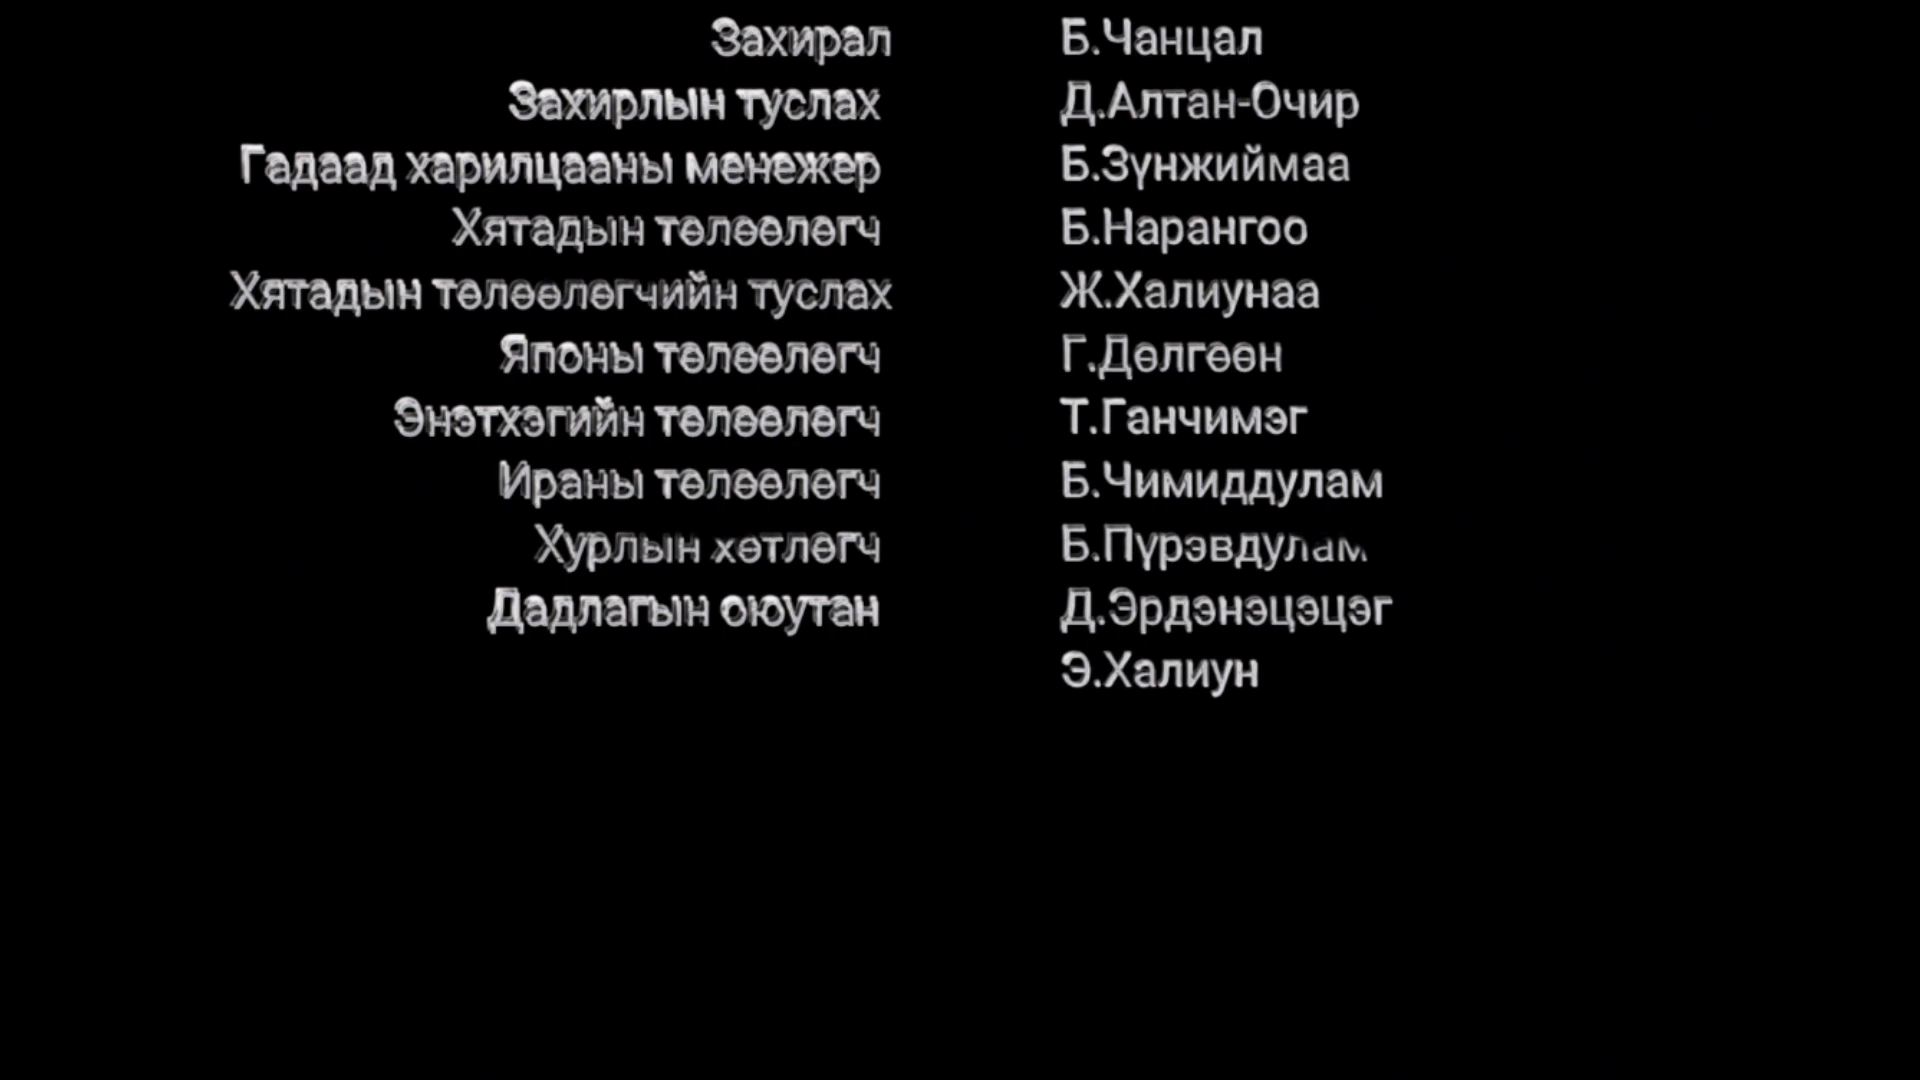 Захирал Б.Чанцал
Захирлын туслах Д.Алтан-Очир
Гадаад харилцааны менежер Б.Зүнжиймаа
Хятадын төлөөлөгч Б.Нарангоо
Хятадын төлөөлөгчийн туслах Ж.Халиунаа
Японы төлөөлөгч Г.Дөлгөөн
Энэтхэгийн төлөөлөгч Т.Ганчимэг
Ираны төлөөлөгч Б.Чимиддулам
Хурлын хөтлөгч Б.Пүрэвдулам
Дадлагын оюутан Д.Эрдэнэцэцэг
Э.Халиун